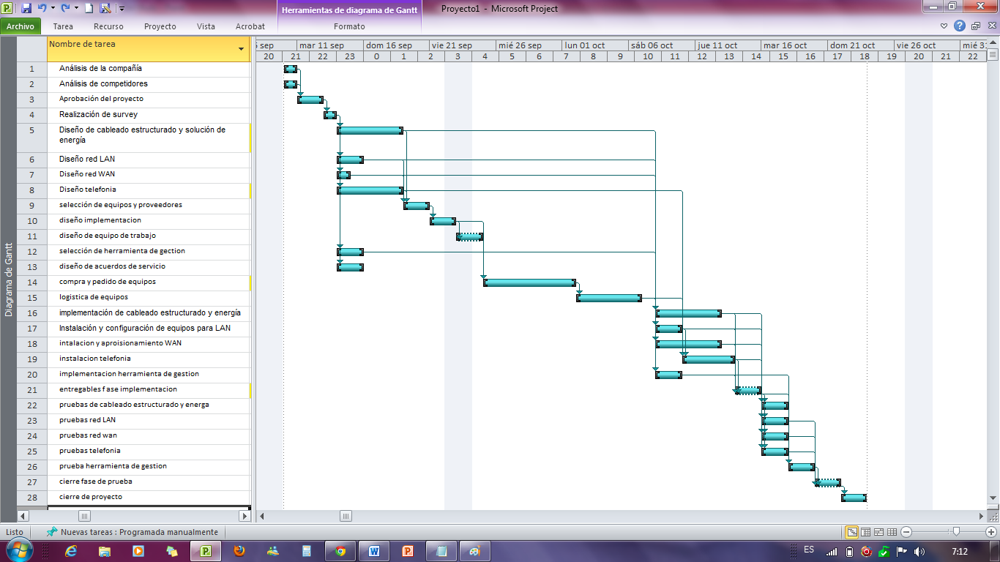 Herramientas de diagrama de Gantt
Proyecto1 - Microsoft Project
Archivo
Tarea
Recurso
Proyecto
Vista
Acrobat
Formato
Nombre de tarea
sep
mar 11 sep
dom 16 sep
vie 21 sep
mié 26 sep
lun 01 oct
sáb 06 oct
jue 11 oct
mar 16 oct
dom 21 oct
vie 26 oct
mié 31
20 21 22 23 0 1 2 3 4 5 6 7 8 9 10 11 12 13 14 15 16 17 18 19 20 21 22
1 Análisis de la compañía
2 Análisis de competidores
3 Aprobación del proyecto
4 Realización de survey
5 Diseño de cableado estructurado y solución de
energía
6 Diseño red LAN
7 Diseño red WAN
8 Diseño telefonia
9 selección de equipos y proveedores
10 diseño implementacion
11 diseño de equipo de trabajo
12 selección de herramienta de gection
13 diseño de acuerdos de servicio
14 compra y pedido de equipos
15 logistica de equipos
16 implementación de cableado estructurado y energía
17 Instalación y configuración de equipos para LAN
18 intalacion y aproisionamiento WAN
19 instalacion telefonia
20 implementacion herramienta de gestion
21 entregables fase implementacion
22 pruebas de cableado estructurado y energa
23 pruebas red LAN
24 pruebas red wan
25 pruebas telefonia
26 prueba herramienta de gestion
27 cierre fase de prueba
28 cierre de proyecto
Diagrama de Gantt
Listo
Nuevas tareas : Programada manualmente
ES
7:12